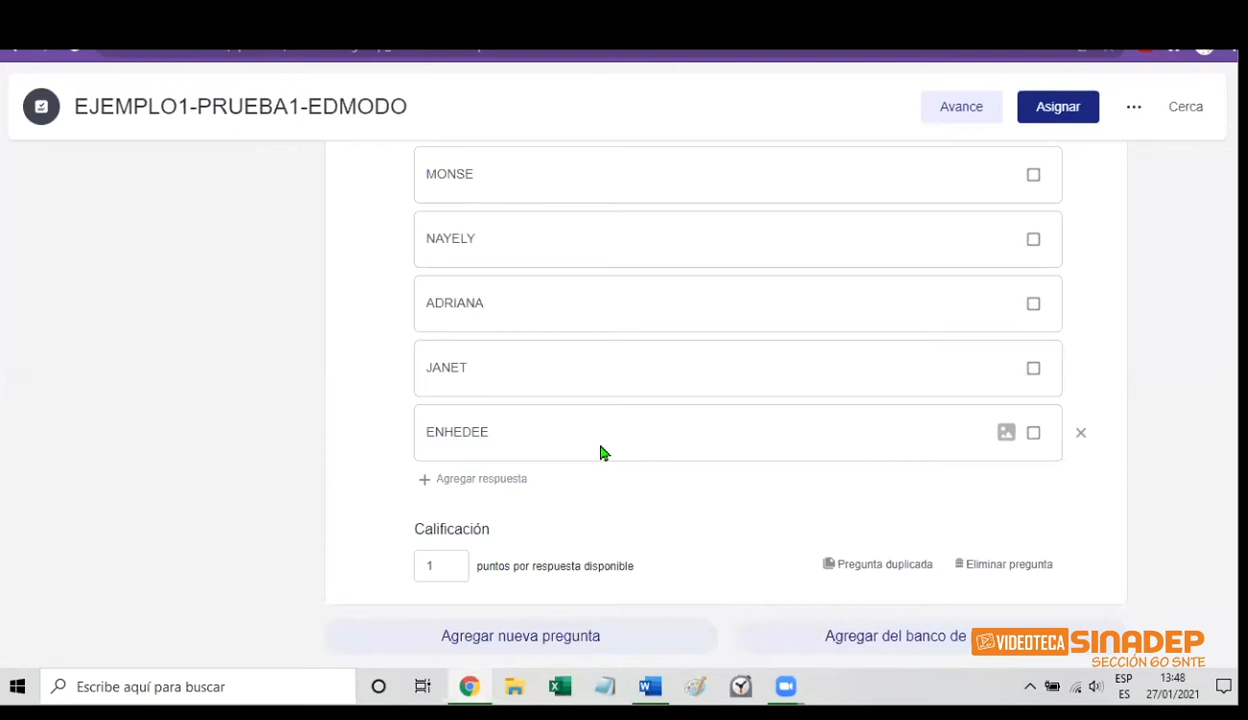 EJEMPLO1-PRUEBA1-EDMODO
Avance
Asignar
Cerca
MONSE
NAYELY
ADRIANA
JANET
ENHEDEE
Agregar respuesta
Calificación
1 puntos por respuesta disponible
Pregunta duplicada
Eliminar pregunta
Agregar nueva pregunta
Agregar del banco de
VIDEOTECA SINADEP
SECCIÓN 60 SNTE
Escribe aquí para buscar
ESP
ES
13:48
27/01/2021